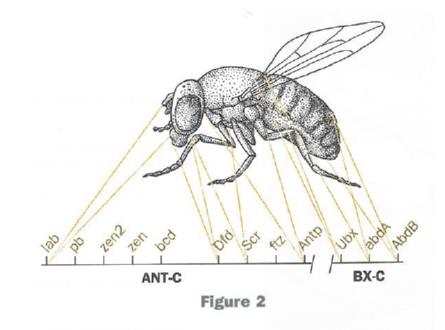 lab pb zen2 zen bcd Dfd Scr ftz Antp Ubx abdA AbdB
ANT-C BX-C
Figure 2